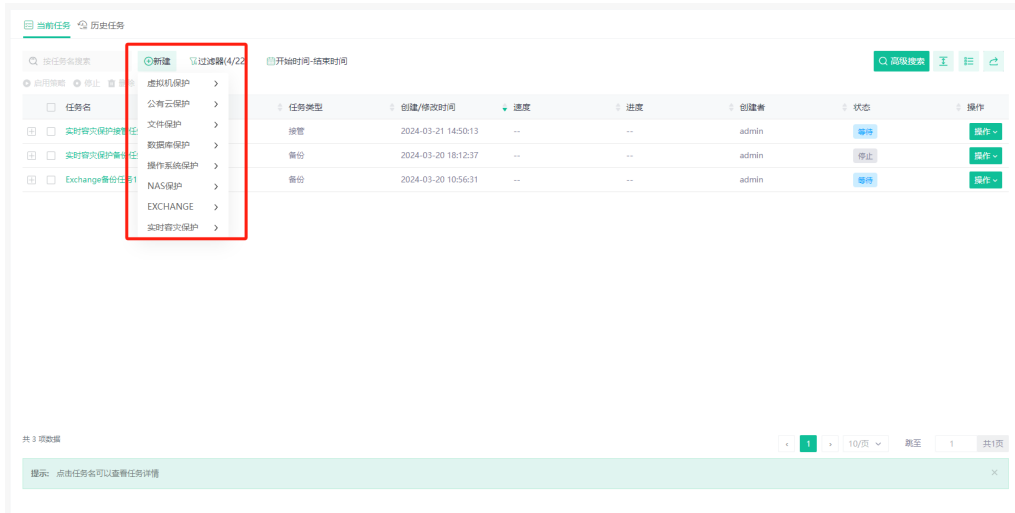 当前任务 历史任务
按任务名搜索 新建 过滤器(4/22 开始时间-结束时间 高级搜索
启用策略 停止 虚拟机保护
公有云保护
任务名 任务类型 创建/修改时间 速度 进度 创建者 状态 操作
文件保护
实时容灾保护接管任 接管 2024-03-21 14:50:13 -- -- admin 等待 操作
数据库保护
实时容灾保护备份任 备份 2024-03-20 18:12:37 -- -- admin 停止 操作
操作系统保护
Exchange备份任务1 备份 2024-03-20 10:56:31 -- -- admin 等待 操作
NAS保护
EXCHANGE
实时容灾保护
共 3 项数据 1 10/页 跳至 1 共1页
提示: 点击任务名可以查看任务详情